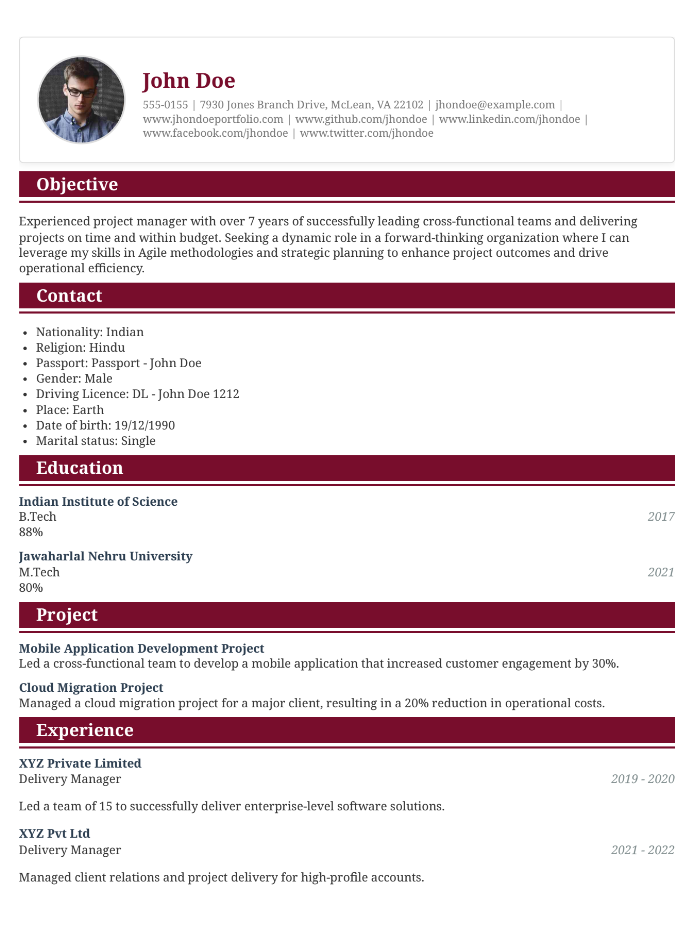 John Doe
555-0155 | 7930 Jones Branch Drive, McLean, VA 22102 | jhondoe@example.com |
www.jhondoeportfolio.com | www.github.com/jhondoe | www.linkedin.com/jhondoe |
www.facebook.com/jhondoe | www.twitter.com/jhondoe
Objective
Experienced project manager with over 7 years of successfully leading cross-functional teams and delivering
projects on time and within budget. Seeking a dynamic role in a forward-thinking organization where I can
leverage my skills in Agile methodologies and strategic planning to enhance project outcomes and drive
operational efficiency.
Contact
• Nationality: Indian
• Religion: Hindu
• Passport: Passport - John Doe
• Gender: Male
• Driving Licence: DL - John Doe 1212
• Place: Earth
• Date of birth: 19/12/1990
• Marital status: Single
Education
Indian Institute of Science
B.Tech 2017
88%
Jawaharlal Nehru University
M.Tech 2021
80%
Project
Mobile Application Development Project
Led a cross-functional team to develop a mobile application that increased customer engagement by 30%.
Cloud Migration Project
Managed a cloud migration project for a major client, resulting in a 20% reduction in operational costs.
Experience
XYZ Private Limited
Delivery Manager 2019 - 2020
Led a team of 15 to successfully deliver enterprise-level software solutions.
XYZ Pvt Ltd
Delivery Manager 2021 - 2022
Managed client relations and project delivery for high-profile accounts.